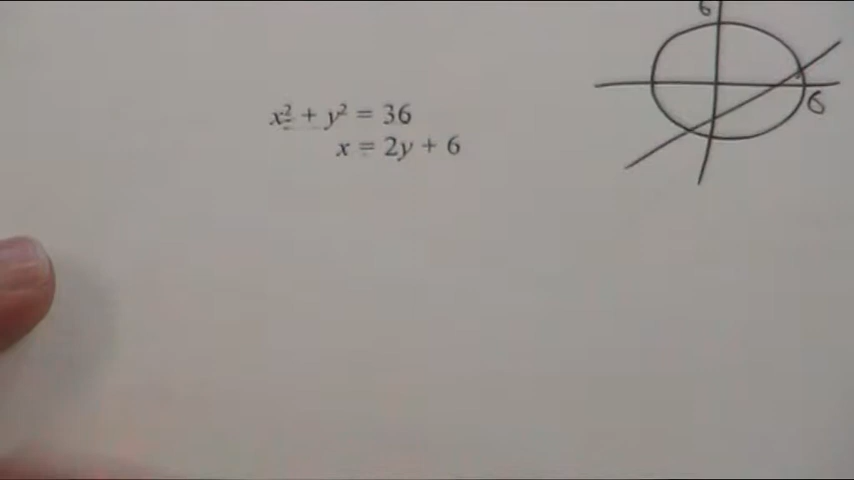 6
x² + y² = 36
6
x = 2y + 6